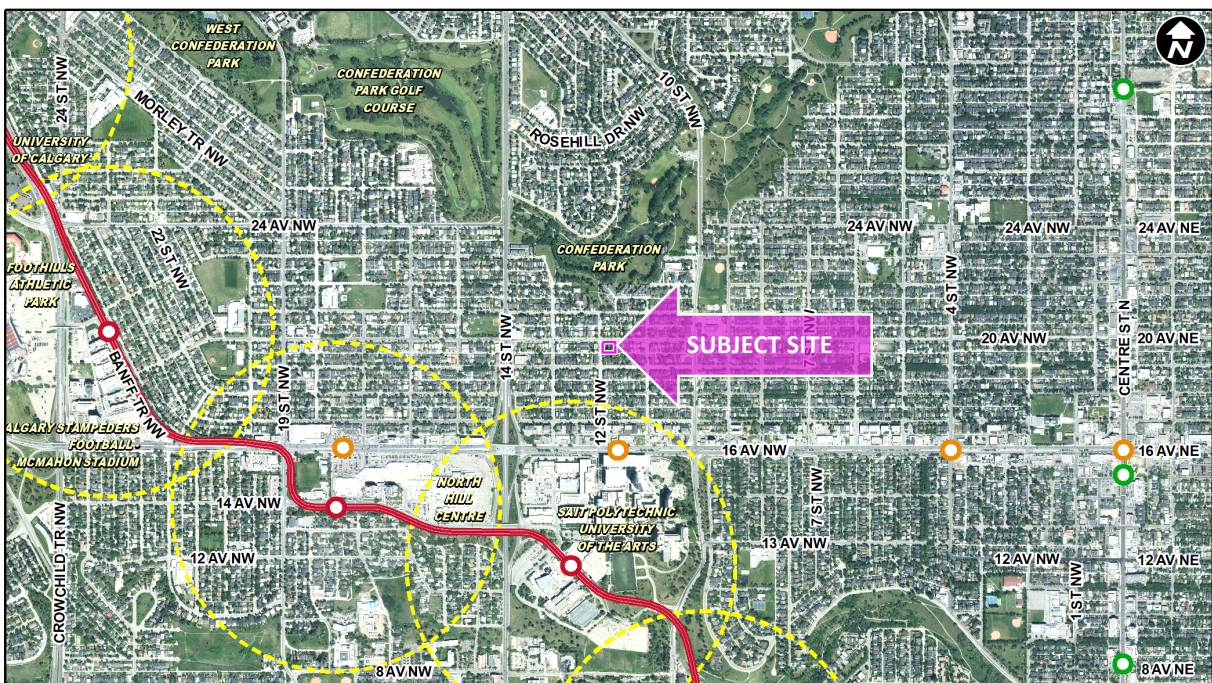 WEST
CONFEDERATION
PARK
N
24 ST NW
CONFEDERATION
PARK GOLF
COURSE
10 ST NW
MORLEY TR NW
ROSEHILL DR NW
UNIVERSITY
OF CALGARY
24 AV NW
24 AV NW
24 AV NW
24 AV NE
22 ST NW
CONFEDERATION
PARK
FOOTHILLS
ATHLETIC
PARK
4 ST NW
14 ST NW
SUBJECT SITE
7 ST NW
20 AV NW
20 AV NE
CENTRE ST N
BANFF TR NW
19 ST NW
12 ST NW
ALGARY STAMPEDERS
FOOTBALL-
MCMAHON STADIUM
16 AV NW
16 AV NE
NORTH
HILL
CENTRE
14 AV NW
7 ST NW
SAIT POLYTECHNIC
UNIVERSITY
OF THE ARTS
13 AV NW
12 AV NW
12 AV NW
12 AV NE
CROWCHILD TR NW
1 ST NW
8 AV NW
8 AV NE